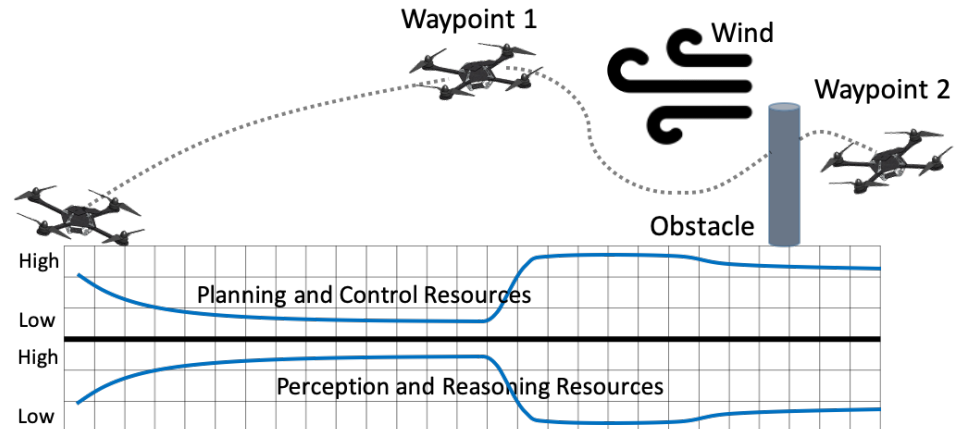 Waypoint 1
Wind
Waypoint 2
Obstacle
High
Planning and Control Resources
Low
High
Perception and Reasoning Resources
Low